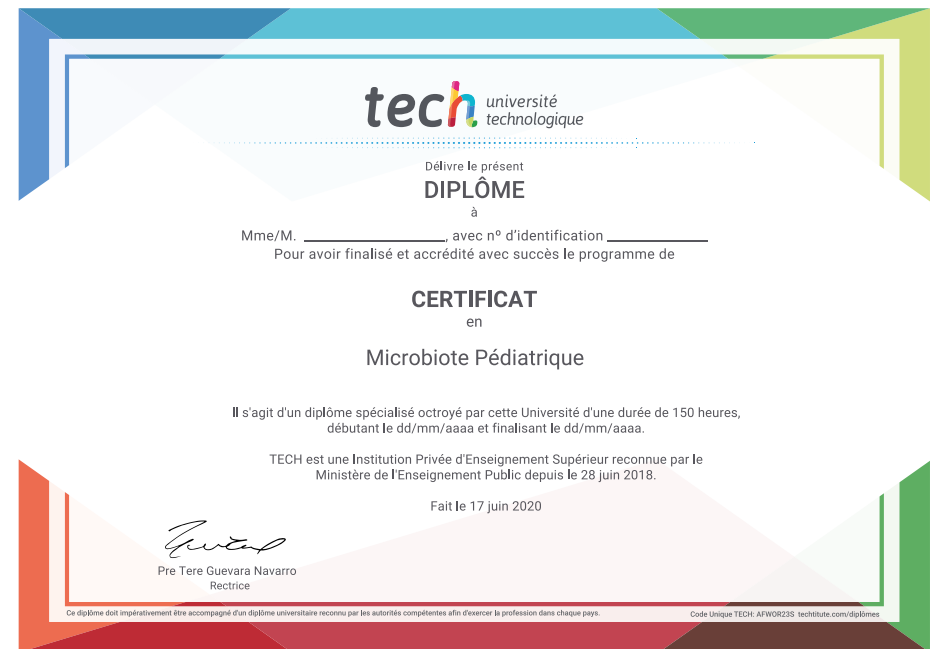 tech université
technologique
Délivre le présent
DIPLÔME
à
Mme/M. ____________, avec nº d'identification ____________
Pour avoir finalisé et accrédité avec succès le programme de
CERTIFICAT
en
Microbiote Pédiatrique
Il s'agit d'un diplôme spécialisé octroyé par cette Université d'une durée de 150 heures,
débutant le dd/mm/aaaa et finalisant le dd/mm/aaaa.
TECH est une Institution Privée d'Enseignement Supérieur reconnue par le
Ministère de l'Enseignement Public depuis le 28 juin 2018.
Fait le 17 juin 2020
Pre Tere Guevara Navarro
Rectrice
Ce diplôme doit impérativement être accompagné d'un diplôme universitaire reconnu par les autorités compétentes afin d'exercer la profession dans chaque pays.
Code Unique TECH: AFWOR23S techtitute.com/diplômes